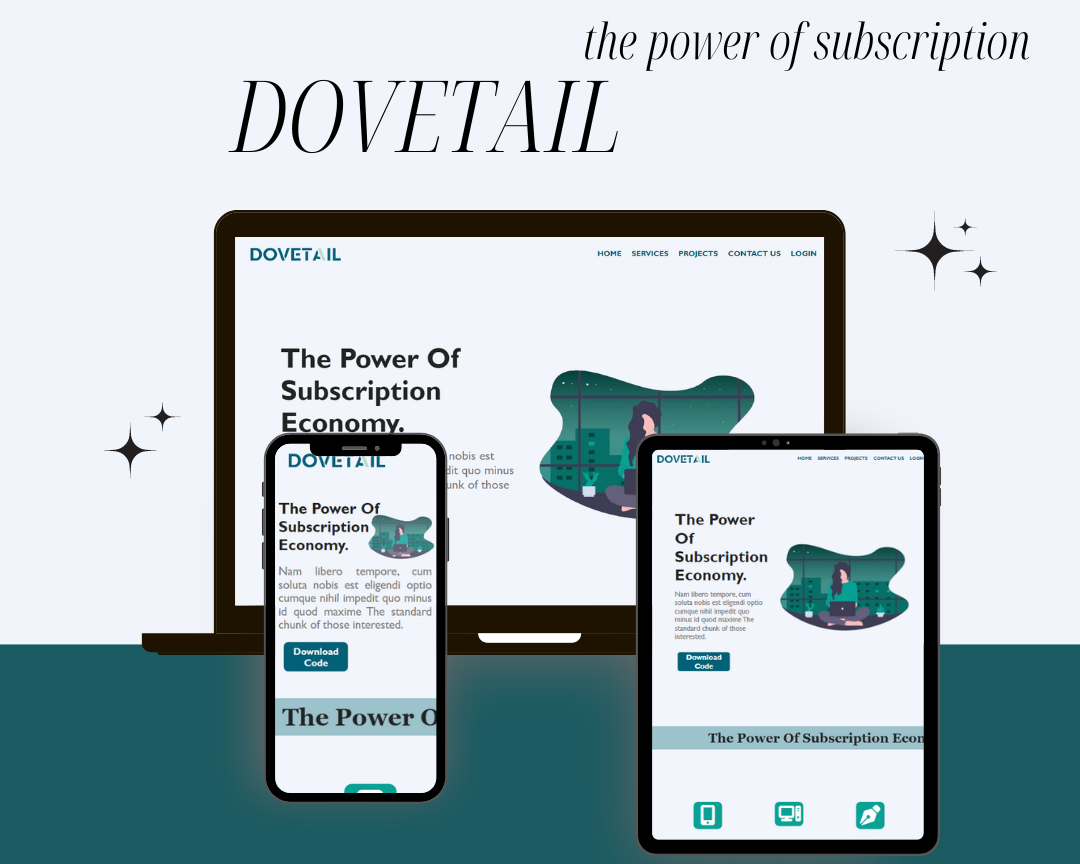 the power of subscription
DOVETAIL
DOVETAIL
HOME SERVICES PROJECTS CONTACT US LOGIN
The Power Of
Subscription
Economy.
nobis est
dit quo minus
unk of those
DOVETAIL
The Power Of
Subscription
Economy.
Nam libero tempore, cum
soluta nobis est eligendi optio
cumque nihil impedit quo minus
id quod maxime The standard
chunk of those interested.
Download
Code
The Power O
DOVETAIL
HOME SERVICES PROJECTS CONTACT US LOGIN
The Power
Of
Subscription
Economy.
Nam libero tempore, cum
soluta nobis est eligendi optio
cumque nihil impedit quo
minus id quod maxime The
standard chunk of those
interested.
Download
Code
The Power Of Subscription Econ